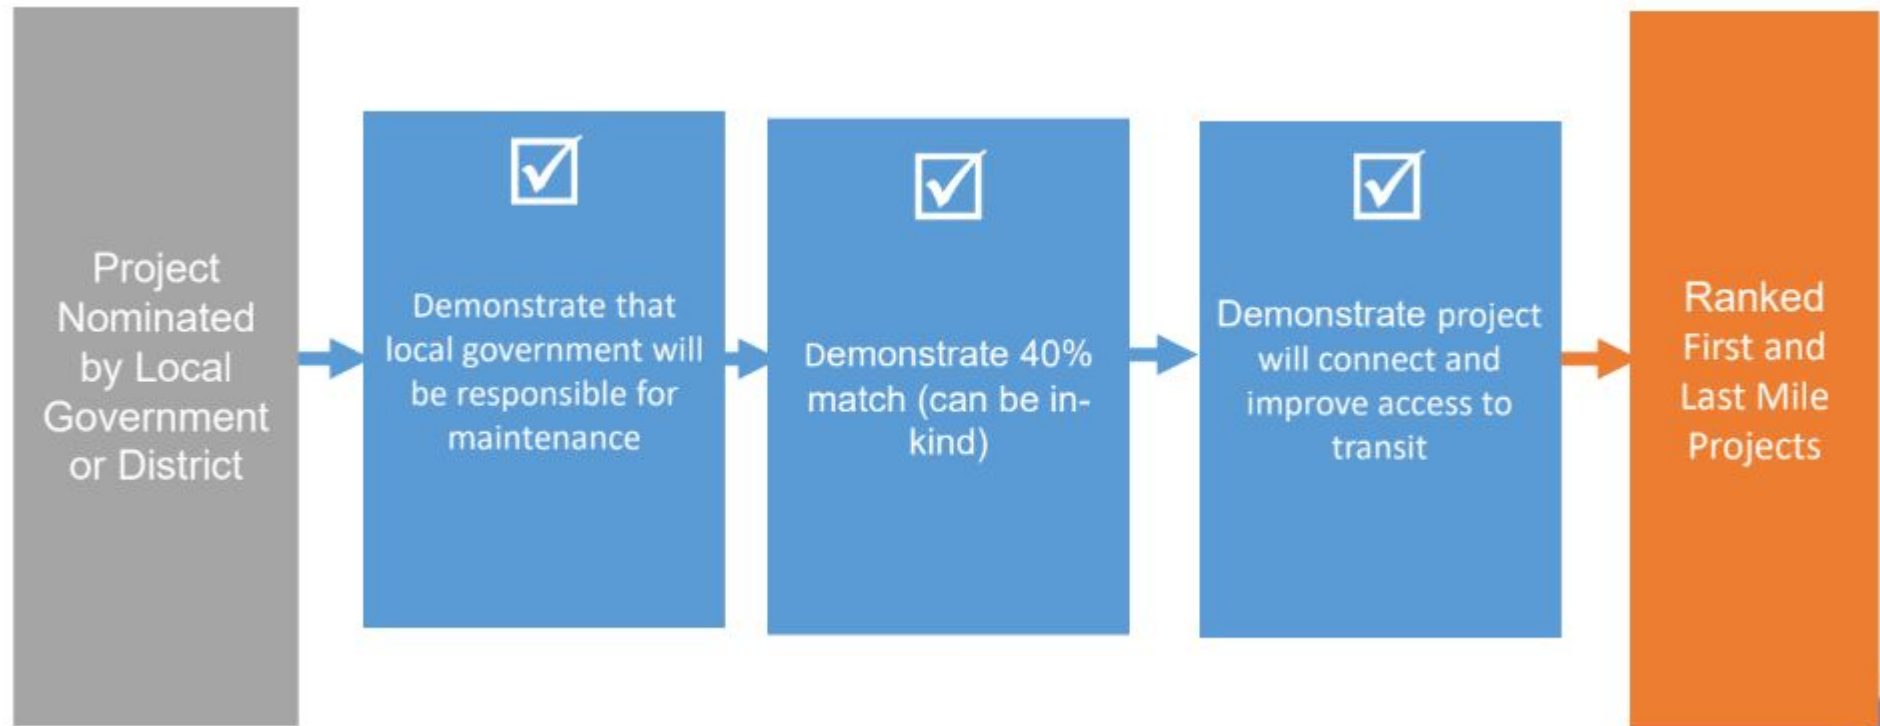 Project
Nominated
by Local
Government
or District
Demonstrate that
local government will
be responsible for
maintenance
Demonstrate 40%
match (can be in-
kind)
Demonstrate project
will connect and
improve access to
transit
Ranked
First and
Last Mile
Projects